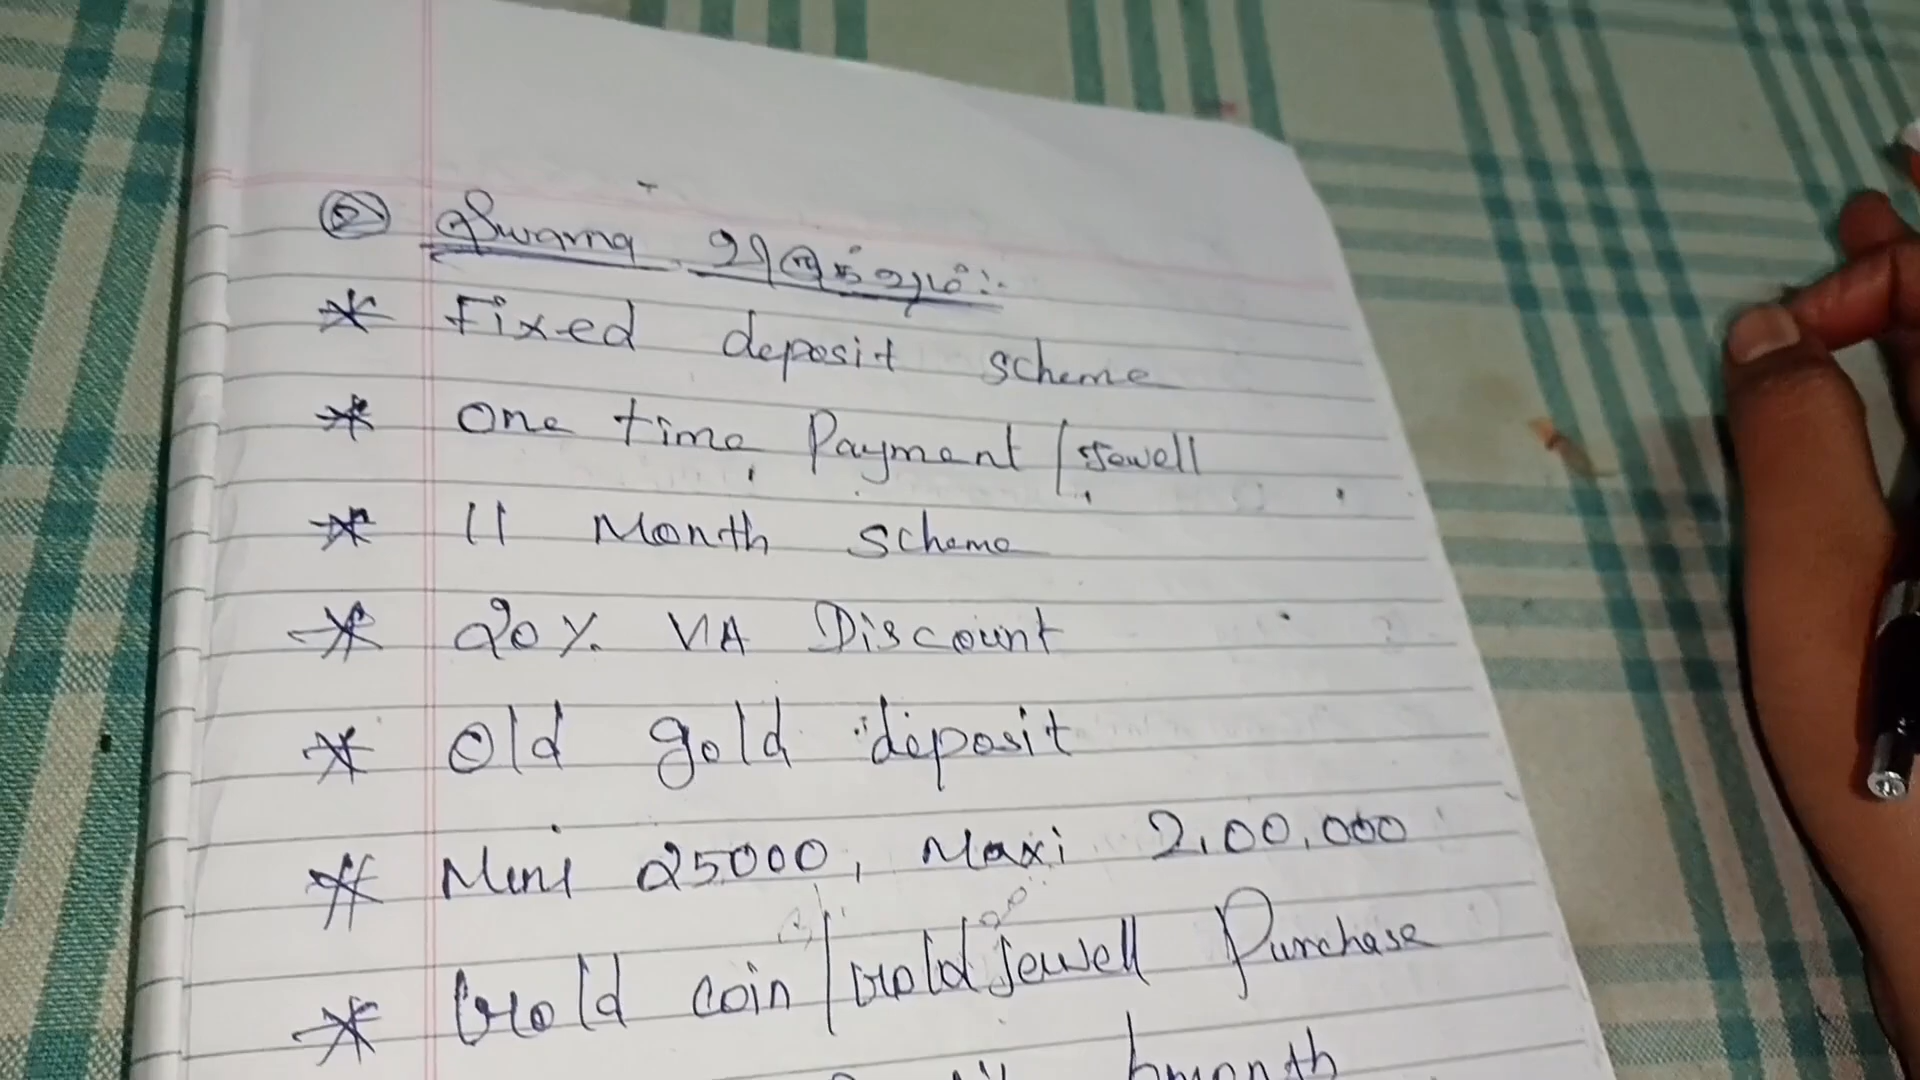 Fixed deposit scheme
* One time Payment / Jewell
* 11 Month scheme
* 20% VA Discount
* Old gold deposit
* Mini 25000, Maxi 2,00,000
* Gold coin / Gold Jewell Purchase
6month